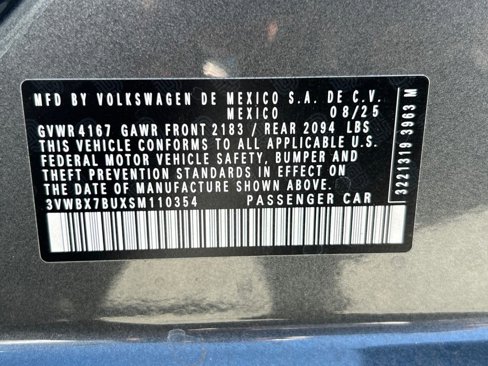 MFD BY VOLKSWAGEN DE MEXICO S.A. DE C.V.
MEXICO 08/25
GVWR 4167 GAWR FRONT 2183 / REAR 2094 LBS
THIS VEHICLE CONFORMS TO ALL APPLICABLE U.S.
FEDERAL MOTOR VEHICLE SAFETY, BUMPER AND
THEFT PREVENTION STANDARDS IN EFFECT ON
THE DATE OF MANUFACTURE SHOWN ABOVE.
3VWBX7BUXSM110354 PASSENGER CAR
3221319 3963 M